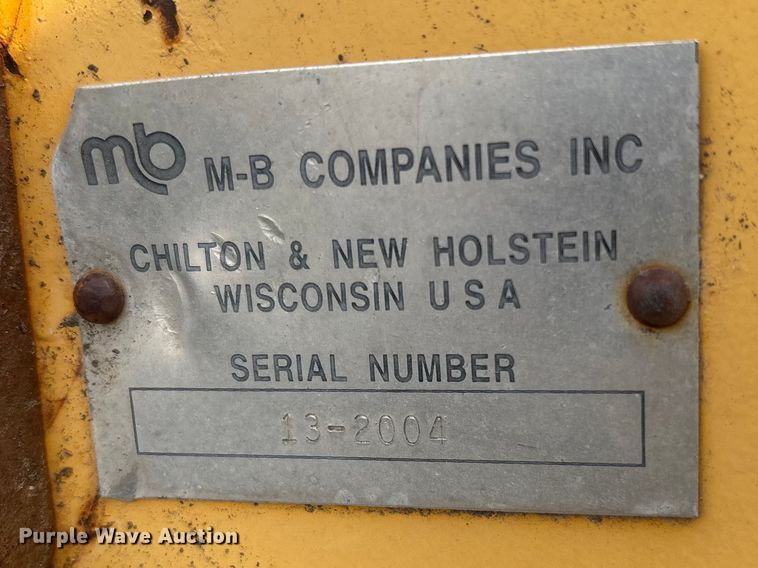 mb M-B COMPANIES INC
CHILTON & NEW HOLSTEIN
WISCONSIN U S A
SERIAL NUMBER
13-2004
Purple Wave Auction